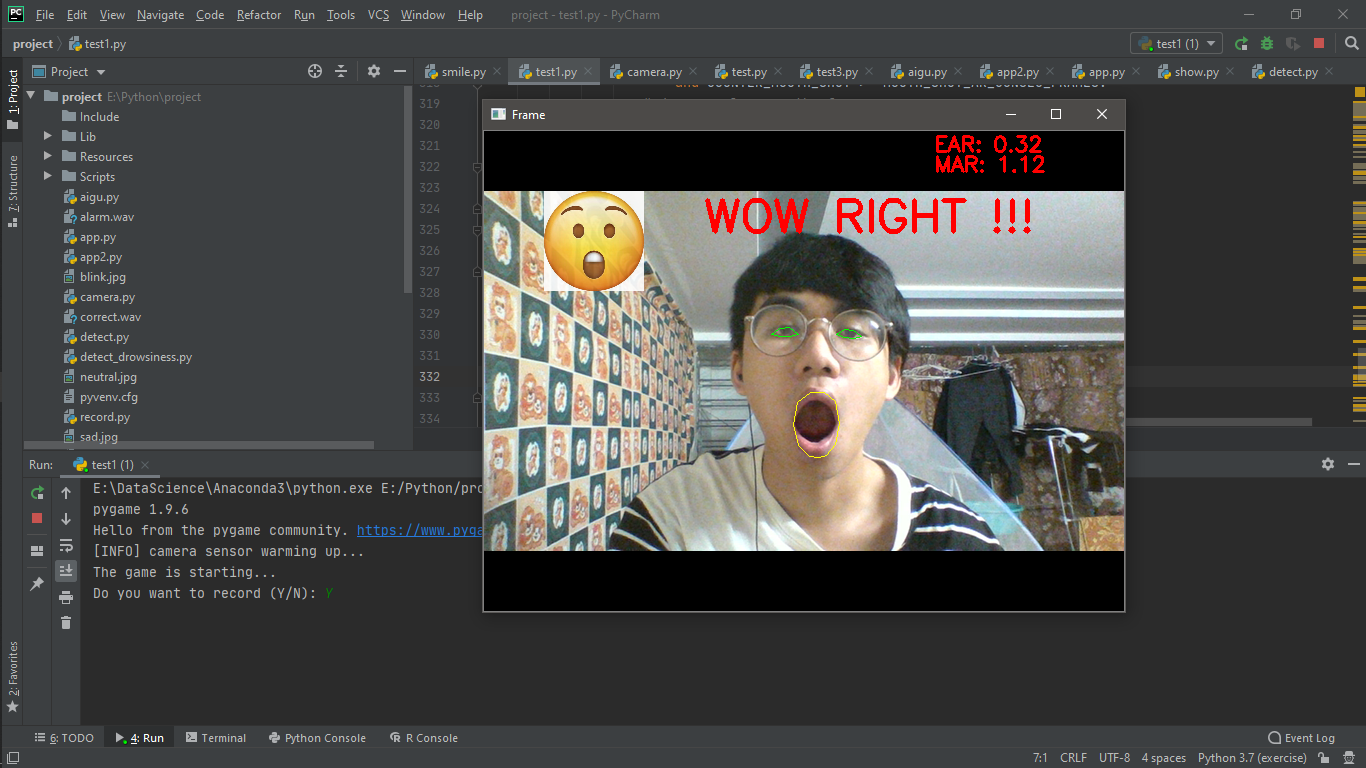 PC File Edit View Navigate Code Refactor Run Tools VCS Window Help project - test1.py - PyCharm
project test1.py test1 (1)
1: Project
Project
smile.py test1.py camera.py test.py test3.py aigu.py app2.py app.py show.py detect.py
project E:\Python\project
Include
Lib
Resources
Scripts
aigu.py
alarm.wav
app.py
app2.py
blink.jpg
camera.py
correct.wav
detect.py
detect_drowsiness.py
neutral.jpg
pyvenv.cfg
record.py
sad.jpg
7: Structure
319
320
321
322
323
324
325
326
327
328
329
330
331
332
333
334
Frame
EAR: 0.32
MAR: 1.12
WOW RIGHT !!!
Run: test1 (1)
E:\DataScience\Anaconda3\python.exe E:/Python/pro
pygame 1.9.6
Hello from the pygame community. https://www.pyga
[INFO] camera sensor warming up...
The game is starting...
Do you want to record (Y/N): Y
2: Favorites
6: TODO 4: Run Terminal Python Console R Console Event Log
7:1 CRLF UTF-8 4 spaces Python 3.7 (exercise)